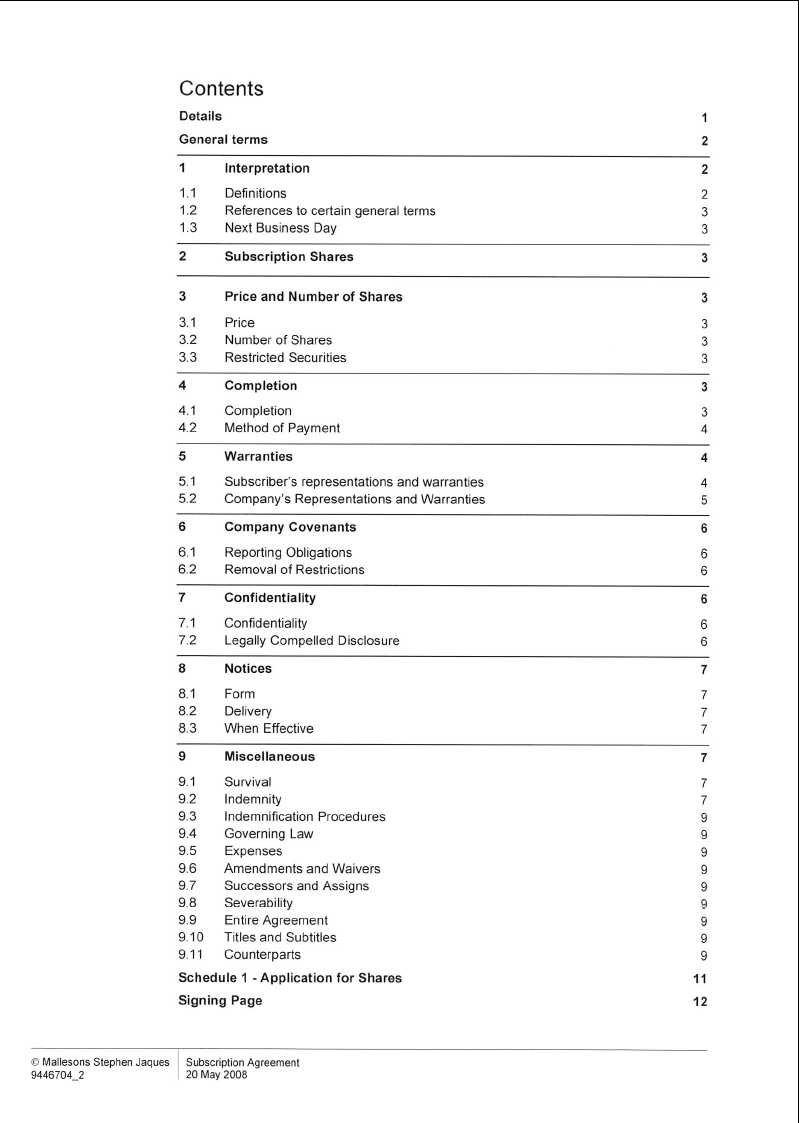 Contents
Details 1
General terms 2
1 Interpretation 2
1.1 Definitions 2
1.2 References to certain general terms 3
1.3 Next Business Day 3
2 Subscription Shares 3
3 Price and Number of Shares 3
3.1 Price 3
3.2 Number of Shares 3
3.3 Restricted Securities 3
4 Completion 3
4.1 Completion 3
4.2 Method of Payment 4
5 Warranties 4
5.1 Subscriber's representations and warranties 4
5.2 Company's Representations and Warranties 5
6 Company Covenants 6
6.1 Reporting Obligations 6
6.2 Removal of Restrictions 6
7 Confidentiality 6
7.1 Confidentiality 6
7.2 Legally Compelled Disclosure 6
8 Notices 7
8.1 Form 7
8.2 Delivery 7
8.3 When Effective 7
9 Miscellaneous 7
9.1 Survival 7
9.2 Indemnity 7
9.3 Indemnification Procedures 9
9.4 Governing Law 9
9.5 Expenses 9
9.6 Amendments and Waivers 9
9.7 Successors and Assigns 9
9.8 Severability 9
9.9 Entire Agreement 9
9.10 Titles and Subtitles 9
9.11 Counterparts 9
Schedule 1 - Application for Shares 11
Signing Page 12
© Mallesons Stephen Jaques Subscription Agreement
9446704_2 20 May 2008